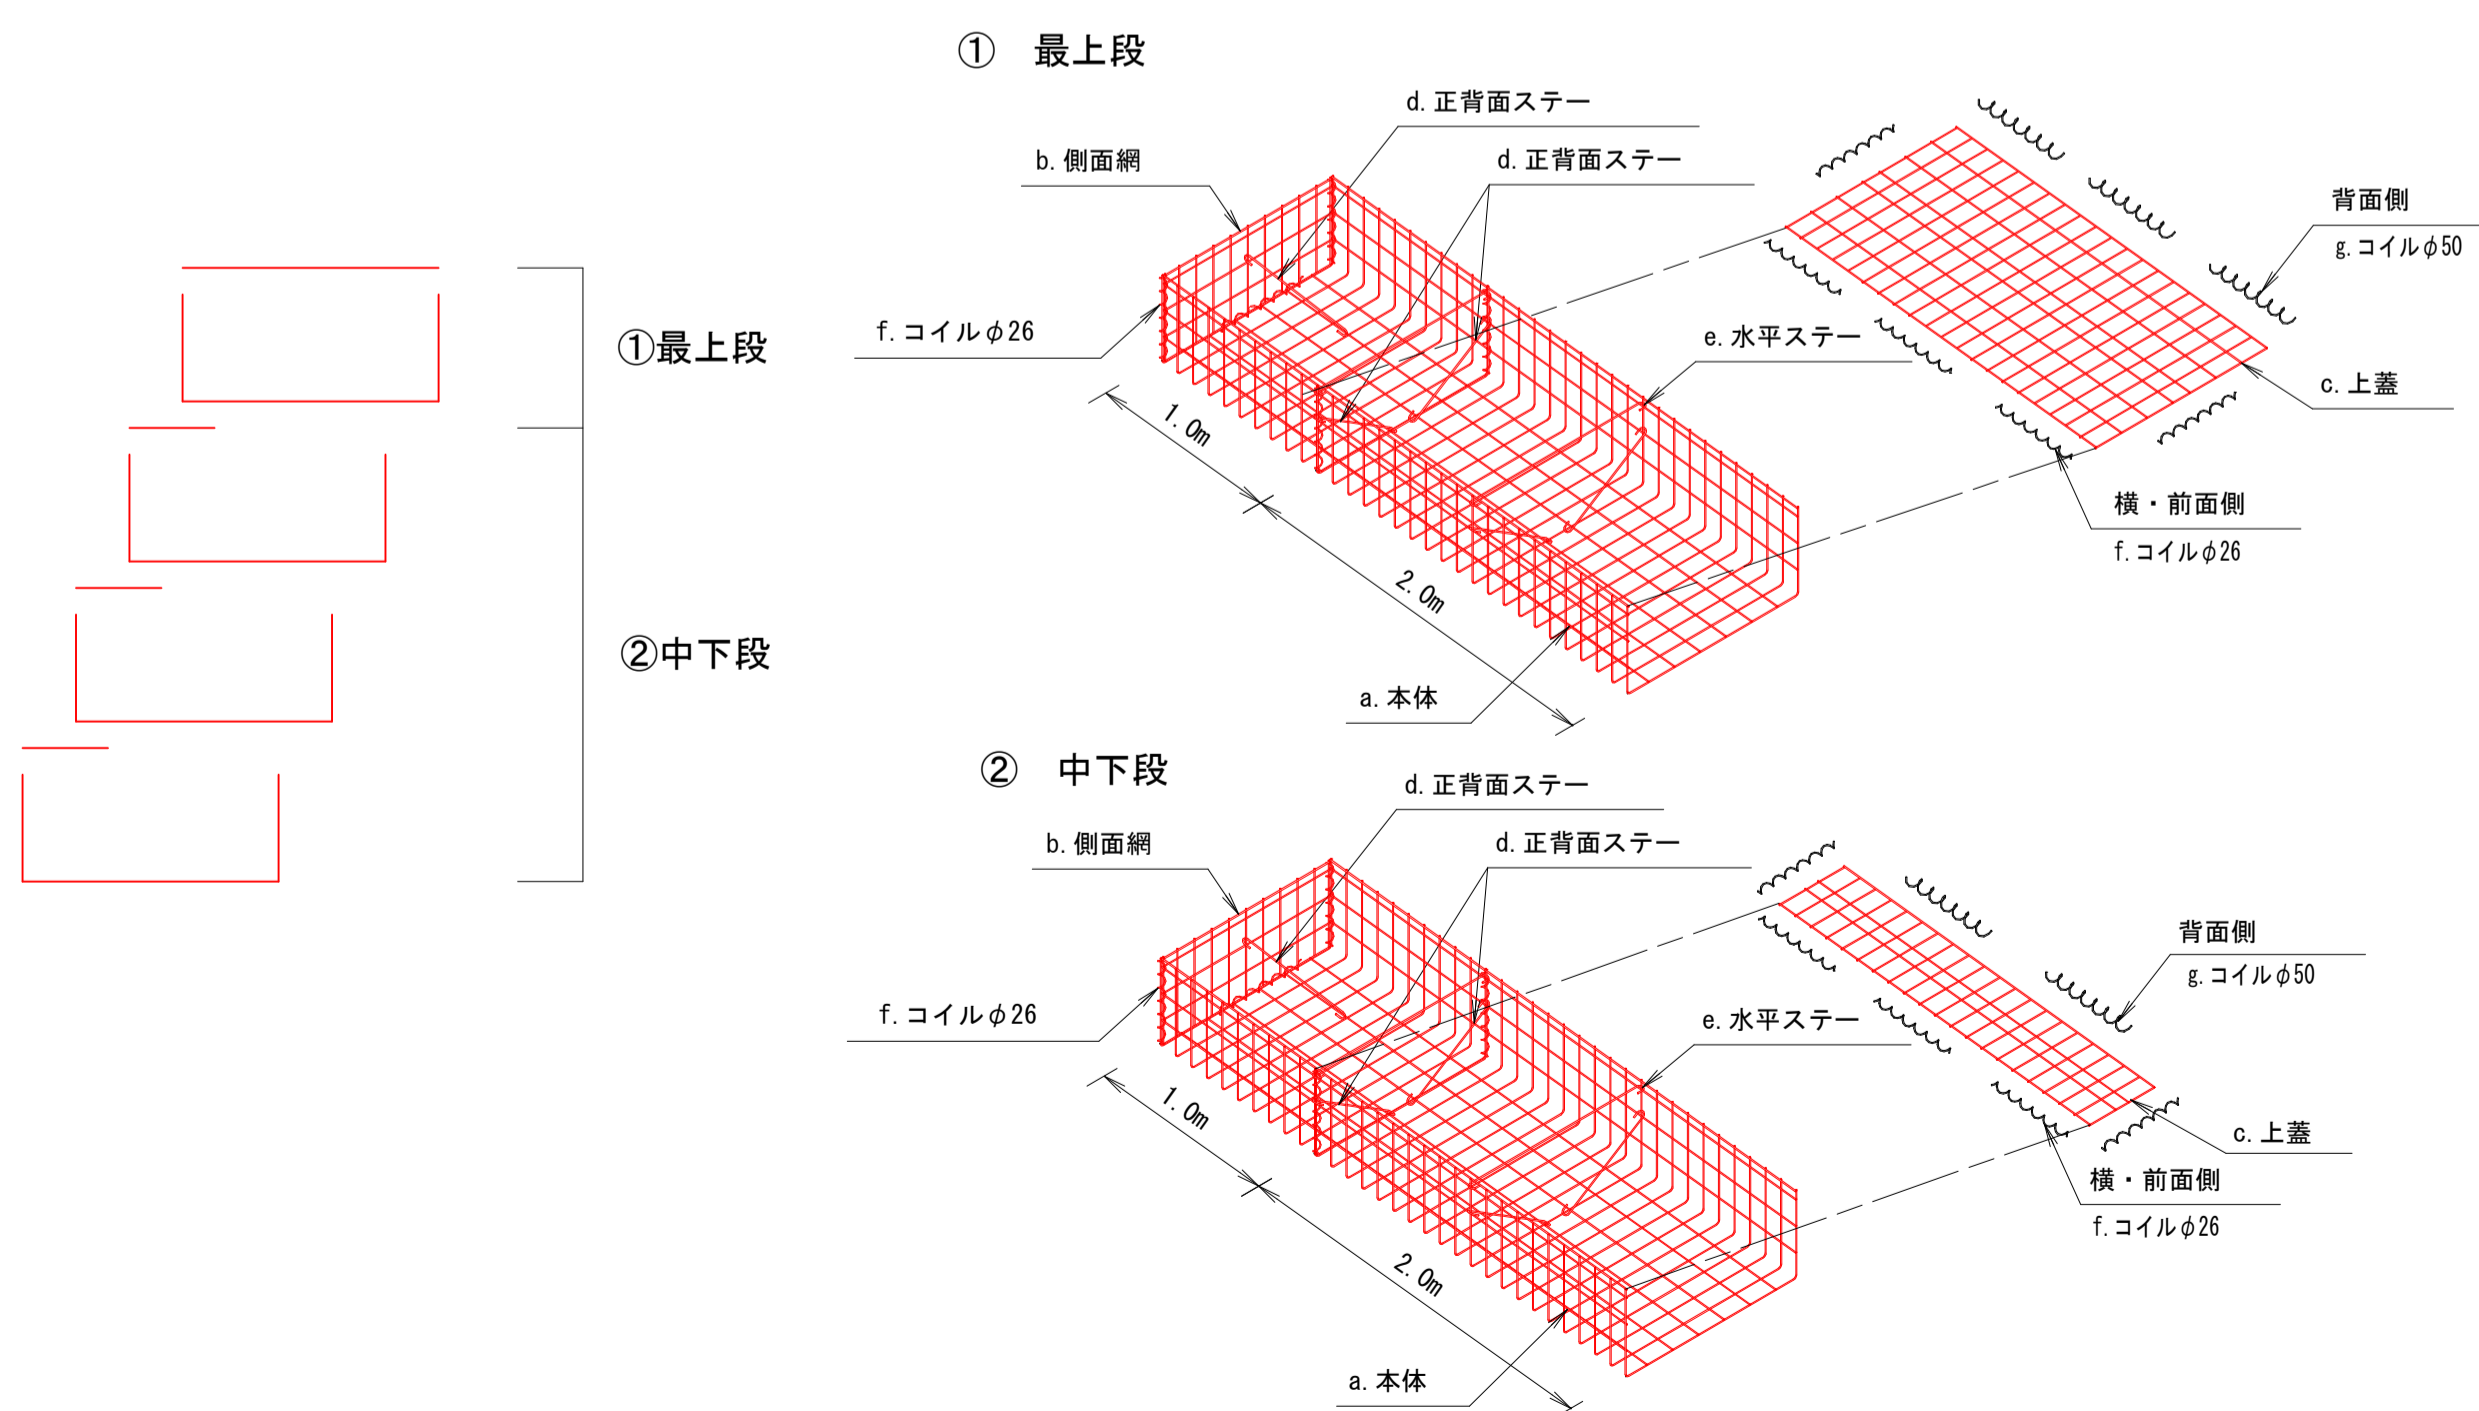 ①最上段
②中下段
① 最上段
d. 正背面ステー
b. 側面網
d. 正背面ステー
背面側
g. コイルφ50
f. コイルφ26
e. 水平ステー
c. 上蓋
1. 0m
横・前面側
f. コイルφ26
2. 0m
a. 本体
② 中下段
d. 正背面ステー
b. 側面網
d. 正背面ステー
背面側
g. コイルφ50
f. コイルφ26
e. 水平ステー
c. 上蓋
1. 0m
横・前面側
f. コイルφ26
2. 0m
a. 本体